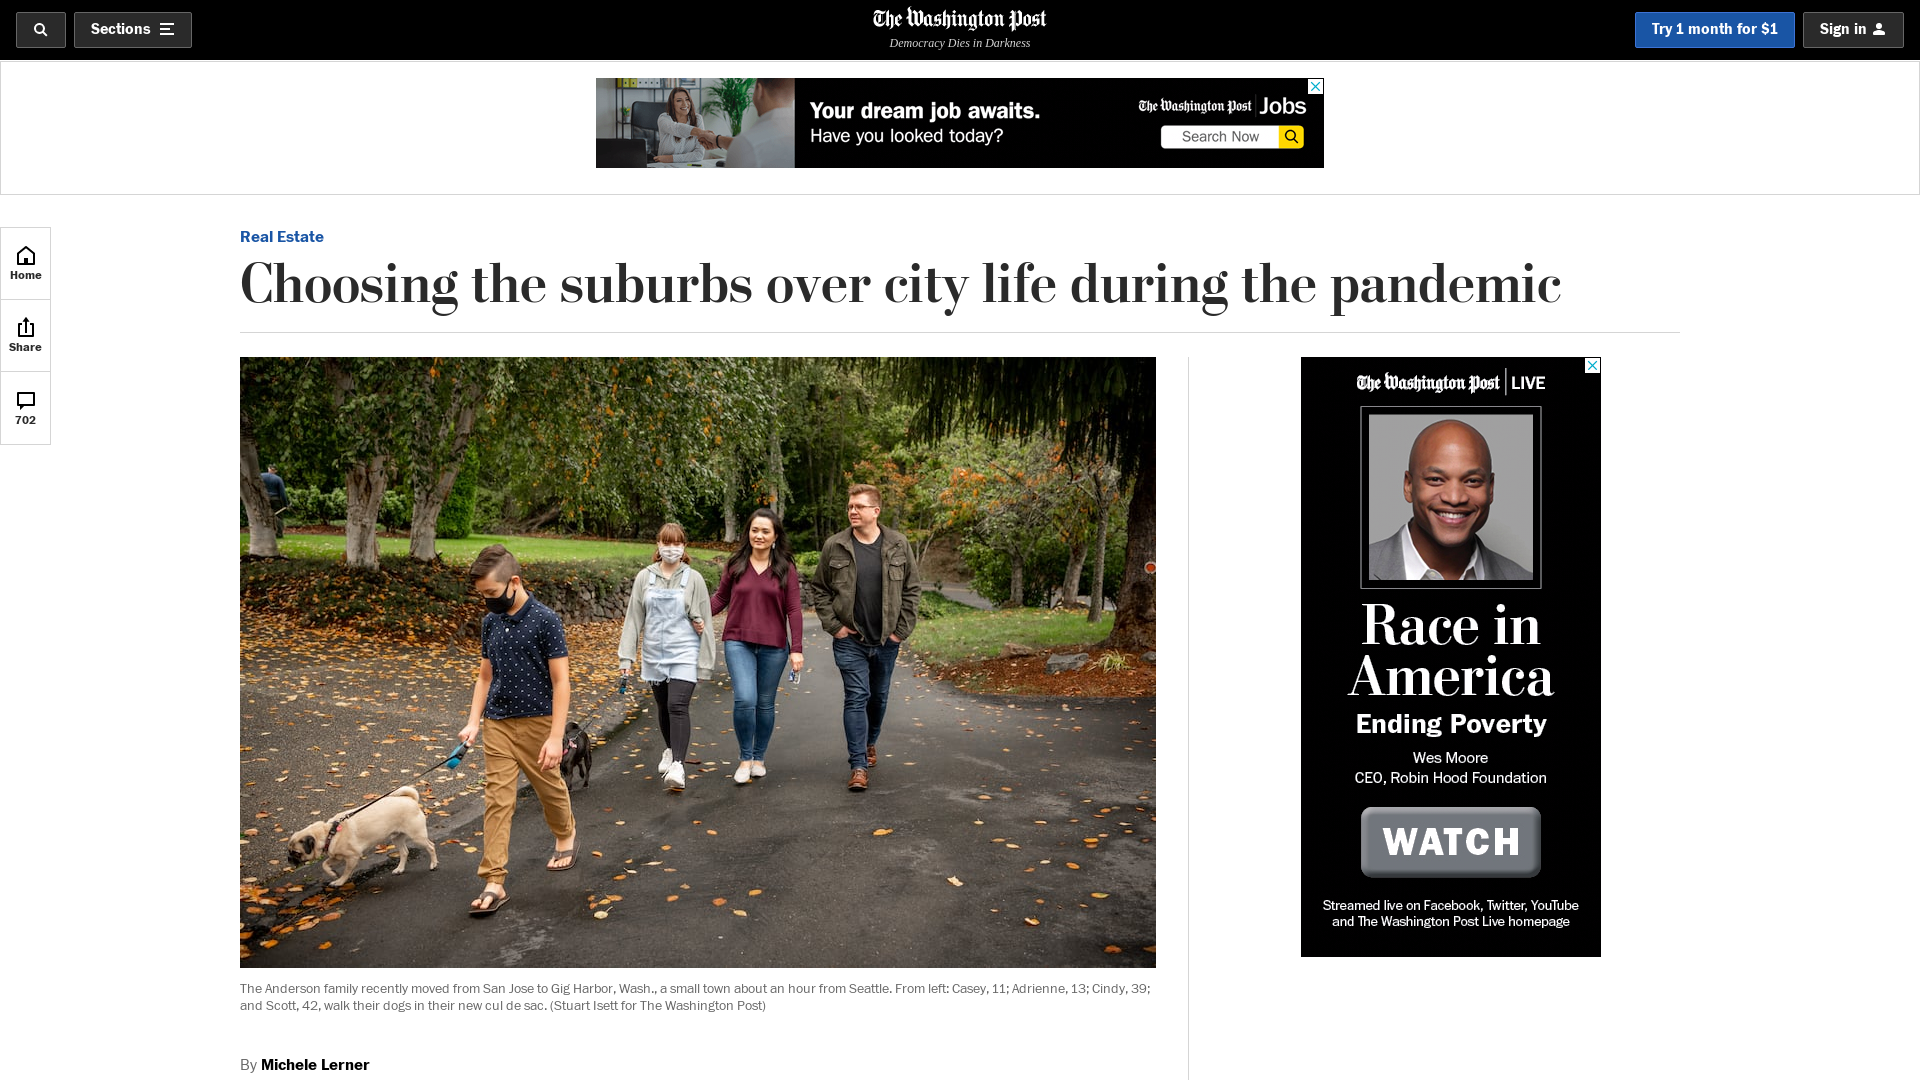 Sections
The Washington Post
Democracy Dies in Darkness
Try 1 month for $1
Sign in
Your dream job awaits.
Have you looked today?
The Washington Post Jobs
Search Now
Home
Share
702
Real Estate
Choosing the suburbs over city life during the pandemic
The Anderson family recently moved from San Jose to Gig Harbor, Wash., a small town about an hour from Seattle. From left: Casey, 11; Adrienne, 13; Cindy, 39;
and Scott, 42, walk their dogs in their new cul de sac. (Stuart Isett for The Washington Post)
By Michele Lerner
The Washington Post LIVE
Race in
America
Ending Poverty
Wes Moore
CEO, Robin Hood Foundation
WATCH
Streamed live on Facebook, Twitter, YouTube
and The Washington Post Live homepage